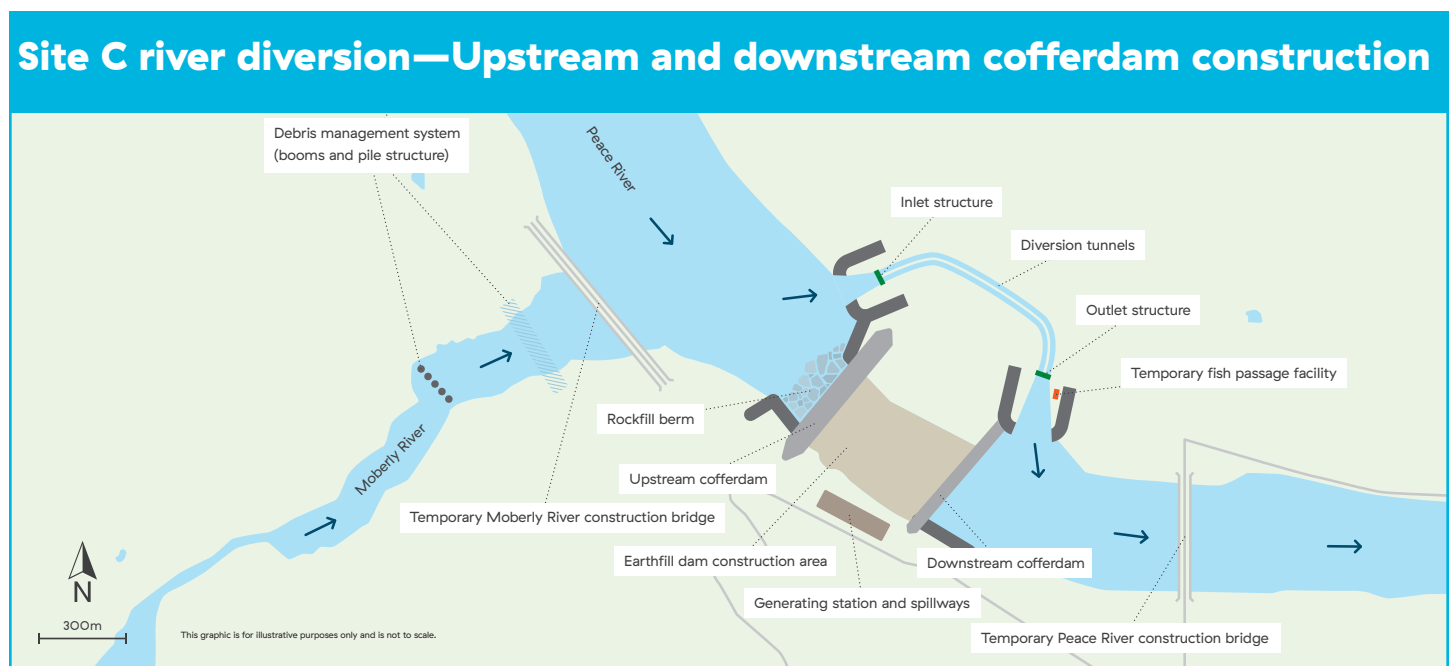 Site C river diversion—Upstream and downstream cofferdam construction
Debris management system
(booms and pile structure)
Peace River
Inlet structure
Diversion tunnels
Outlet structure
Temporary fish passage facility
Rockfill berm
Moberly River
Upstream cofferdam
Temporary Moberly River construction bridge
Earthfill dam construction area
Downstream cofferdam
Generating station and spillways
Temporary Peace River construction bridge
N
300m
This graphic is for illustrative purposes only and is not to scale.